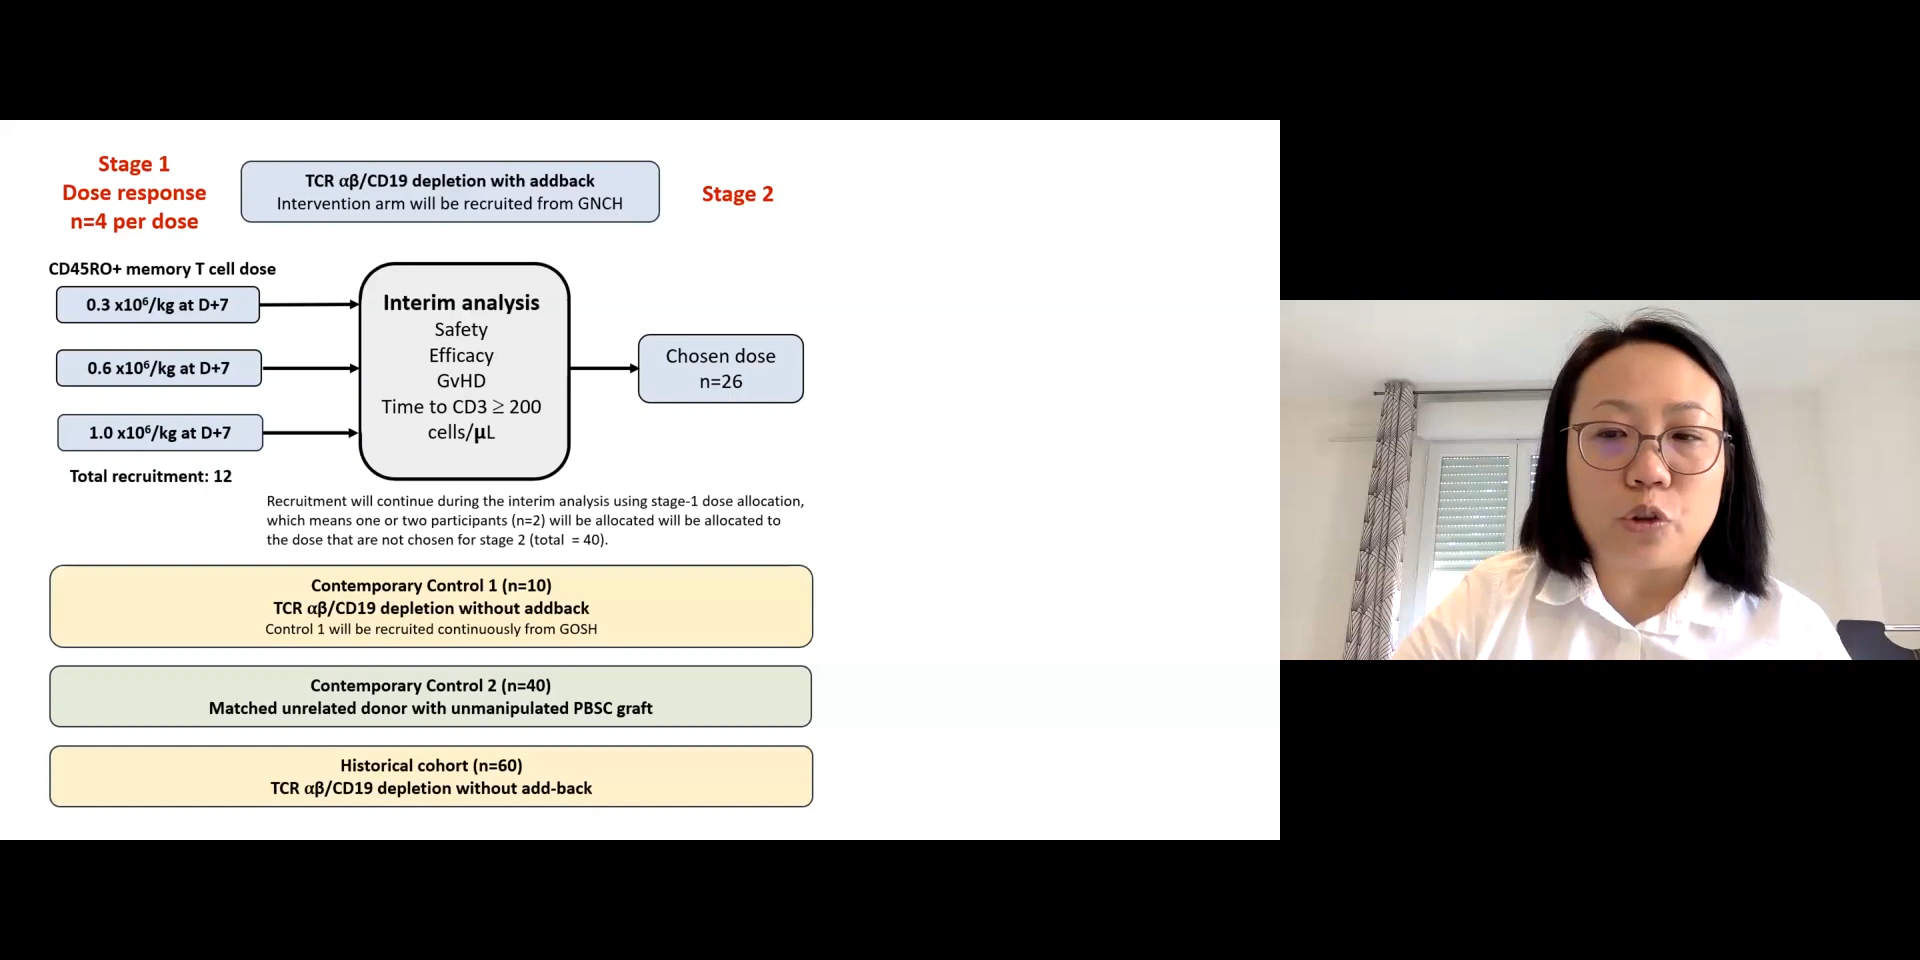 Stage 1
Dose response
n=4 per dose
TCR αβ/CD19 depletion with addback
Intervention arm will be recruited from GNCH
Stage 2
CD45RO+ memory T cell dose
0.3 x10⁶/kg at D+7
0.6 x10⁶/kg at D+7
1.0 x10⁶/kg at D+7
Total recruitment: 12
Interim analysis
Safety
Efficacy
GvHD
Time to CD3 ≥ 200
cells/μL
Chosen dose
n=26
Recruitment will continue during the interim analysis using stage-1 dose allocation,
which means one or two participants (n=2) will be allocated will be allocated to
the dose that are not chosen for stage 2 (total = 40).
Contemporary Control 1 (n=10)
TCR αβ/CD19 depletion without addback
Control 1 will be recruited continuously from GOSH
Contemporary Control 2 (n=40)
Matched unrelated donor with unmanipulated PBSC graft
Historical cohort (n=60)
TCR αβ/CD19 depletion without add-back